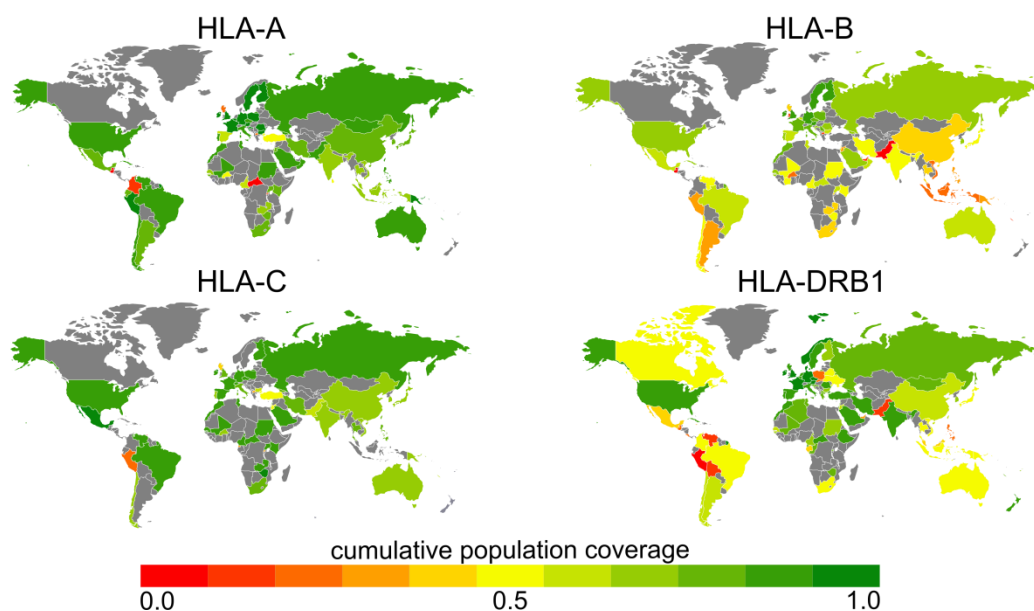 HLA-A
HLA-B
HLA-C
HLA-DRB1
cumulative population coverage
0.0 0.5 1.0